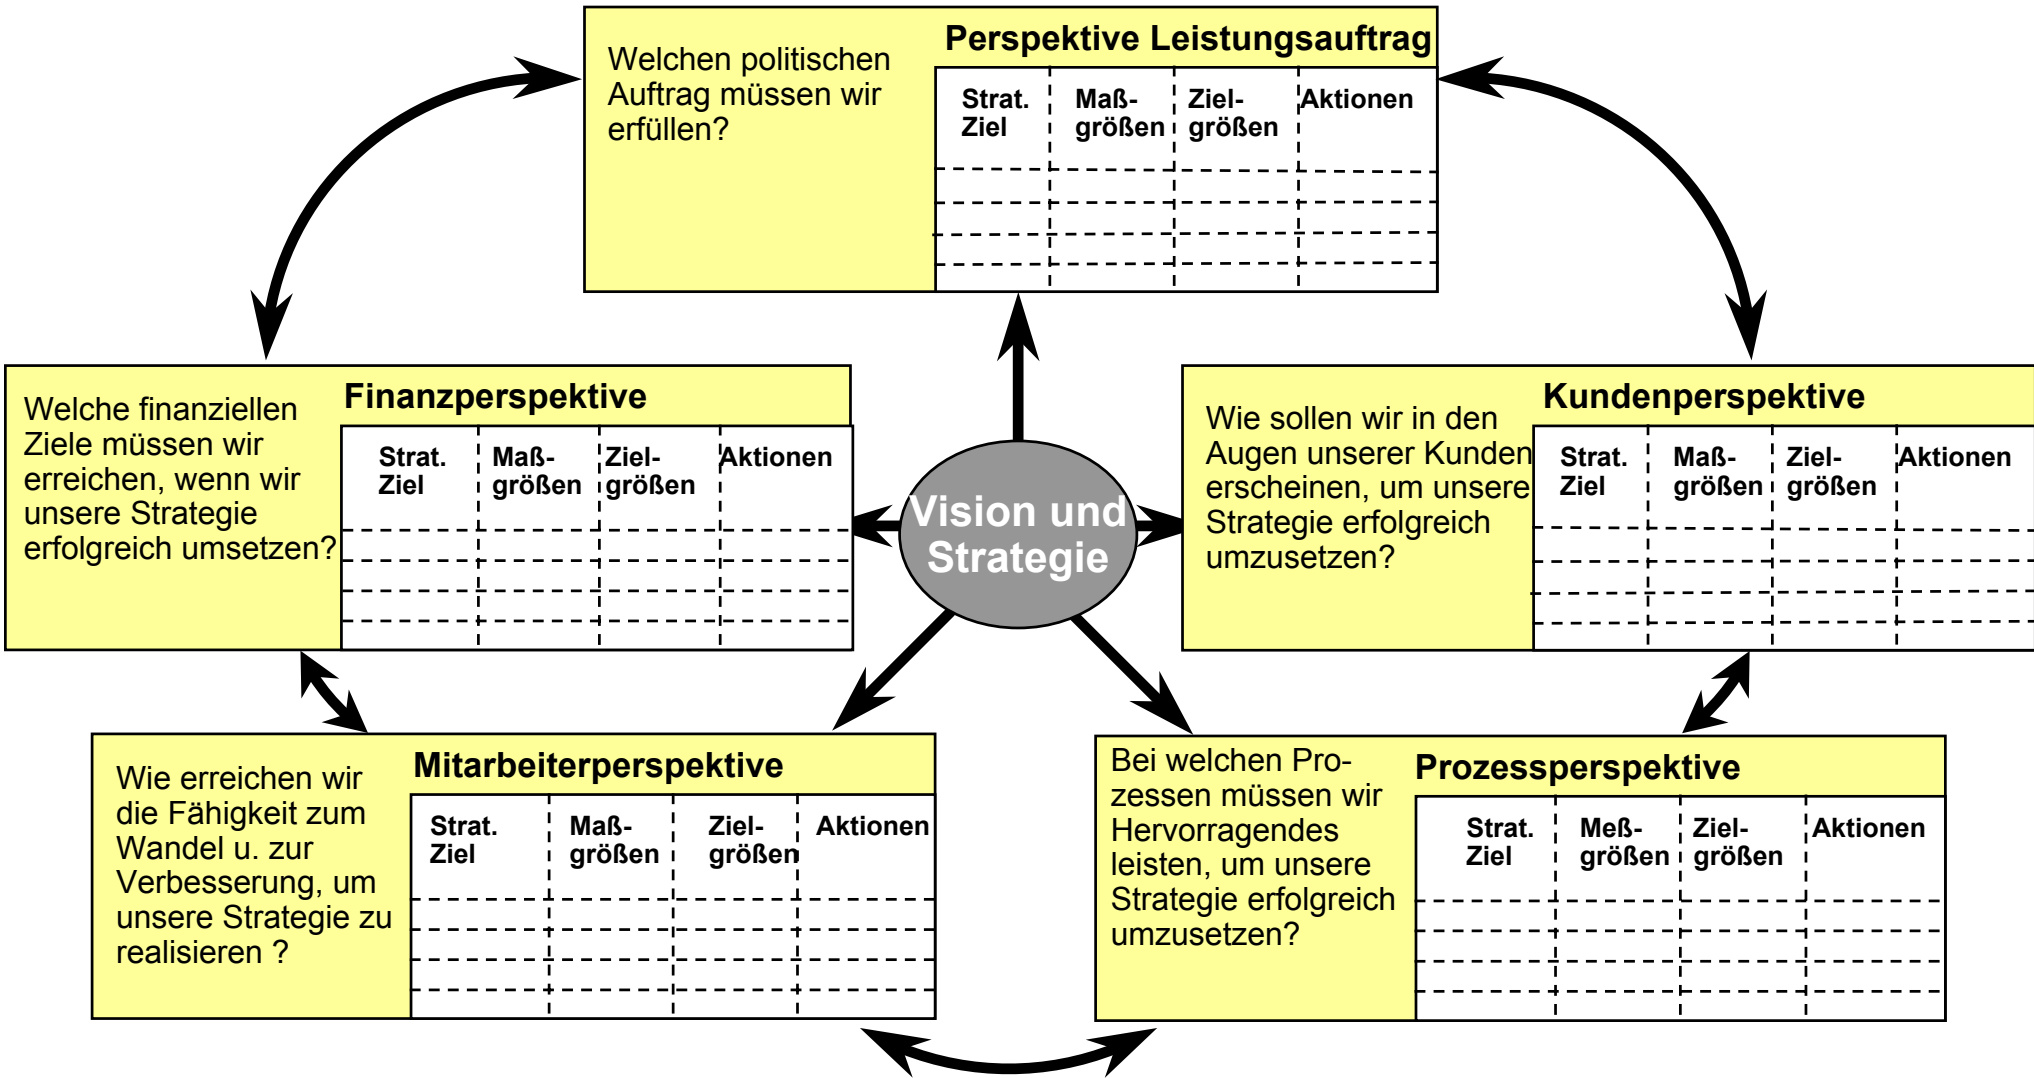 Perspektive Leistungsauftrag
Welchen politischen
Auftrag müssen wir
erfüllen?
Strat. Maß- Ziel- Aktionen
Ziel größen größen
Finanzperspektive
Welche finanziellen
Ziele müssen wir
erreichen, wenn wir
unsere Strategie
erfolgreich umsetzen?
Strat. Maß- Ziel- Aktionen
Ziel größen größen
Vision und
Strategie
Kundenperspektive
Wie sollen wir in den
Augen unserer Kunden
erscheinen, um unsere
Strategie erfolgreich
umzusetzen?
Strat. Maß- Ziel- Aktionen
Ziel größen größen
Mitarbeiterperspektive
Wie erreichen wir
die Fähigkeit zum
Wandel u. zur
Verbesserung, um
unsere Strategie zu
realisieren ?
Strat. Maß- Ziel- Aktionen
Ziel größen größen
Prozessperspektive
Bei welchen Pro-
zessen müssen wir
Hervorragendes
leisten, um unsere
Strategie erfolgreich
umzusetzen?
Strat. Meß- Ziel- Aktionen
Ziel größen größen